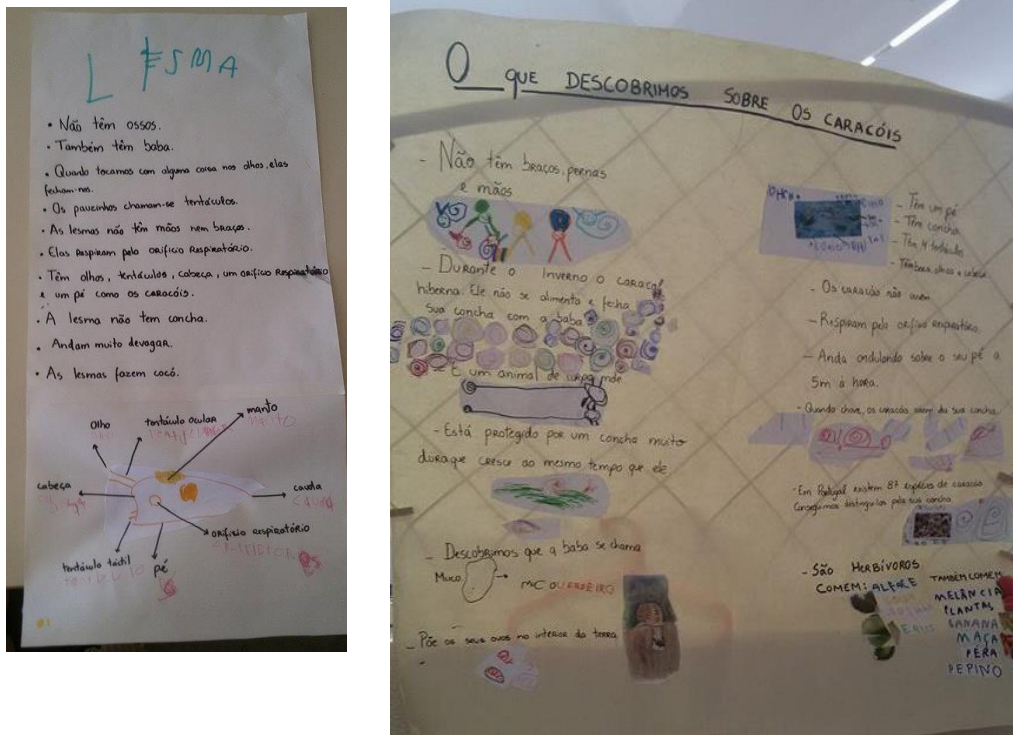 LESMA
• Não têm ossos.
• Também têm baba.
• Quando tocamos com alguma coisa nos olhos, elas
fecham-nos.
• Os pauzinhos chamam-se tentáculos.
• As lesmas não têm mãos nem braços.
• Elas Respiram pelo orifício Respiratório.
• Têm olhos, tentáculos, cabeça, um orifício Respiratório
e um pé como os caracóis.
• A lesma não tem concha.
• Andam muito devagar.
• As lesmas fazem cocó.
olho
tentáculo ocular
manto
cabeça
cauda
orifício respiratório
tentáculo táctil
pé
O QUE DESCOBRIMOS SOBRE OS CARACÓIS
- Não têm braços, pernas
e mãos
- Durante o inverno o caracol
hiberna. Ele não se alimenta e fecha
sua concha com a baba.
- É um animal de
- Está protegido por um concha muito
dura que cresce ao mesmo tempo que ele
- Descobrimos que a baba se chama
Muco
- Põe os seus ovos no interior da terra
- Têm um pé
- Têm concha
- Têm 4 tentáculos
- Têm boca, olhos e cabeça
- Os caracóis não ouvem
- Respiram pelo orifício respiratório.
- Anda ondulando sobre o seu pé a
5m à hora.
- Quando chove, os caracóis saem da sua concha
- Em Portugal existem 87 espécies de caracóis
Conseguimos distingui-los pela sua concha
- São HERBÍVOROS
COMEM: ALFACE
TAMBÉM COMEM
MELÂNCIA
PLANTAS
BANANA
MAÇA
PÊRA
PEPINO